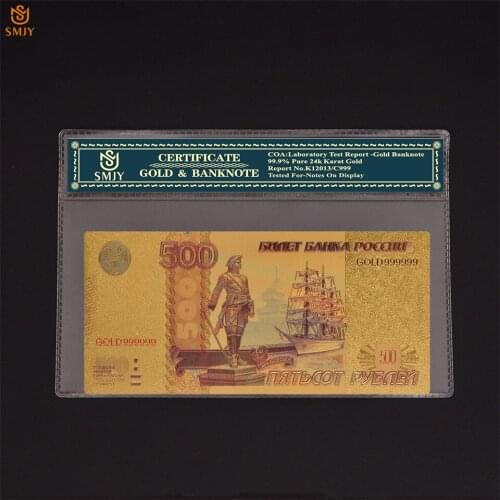 SMJY
SMJY
CERTIFICATE
GOLD & BANKNOTE
COA:Laboratory Test Report -Gold Banknote
99.9% Pure 24k Karat Gold
Report No.K12013/C999
Tested For-Notes On Display
500
БИЛЕТ БАНКА РОССИИ
GOLD999999
500
GOLD999999
500
ПЯТЬСОТ РУБЛЕЙ